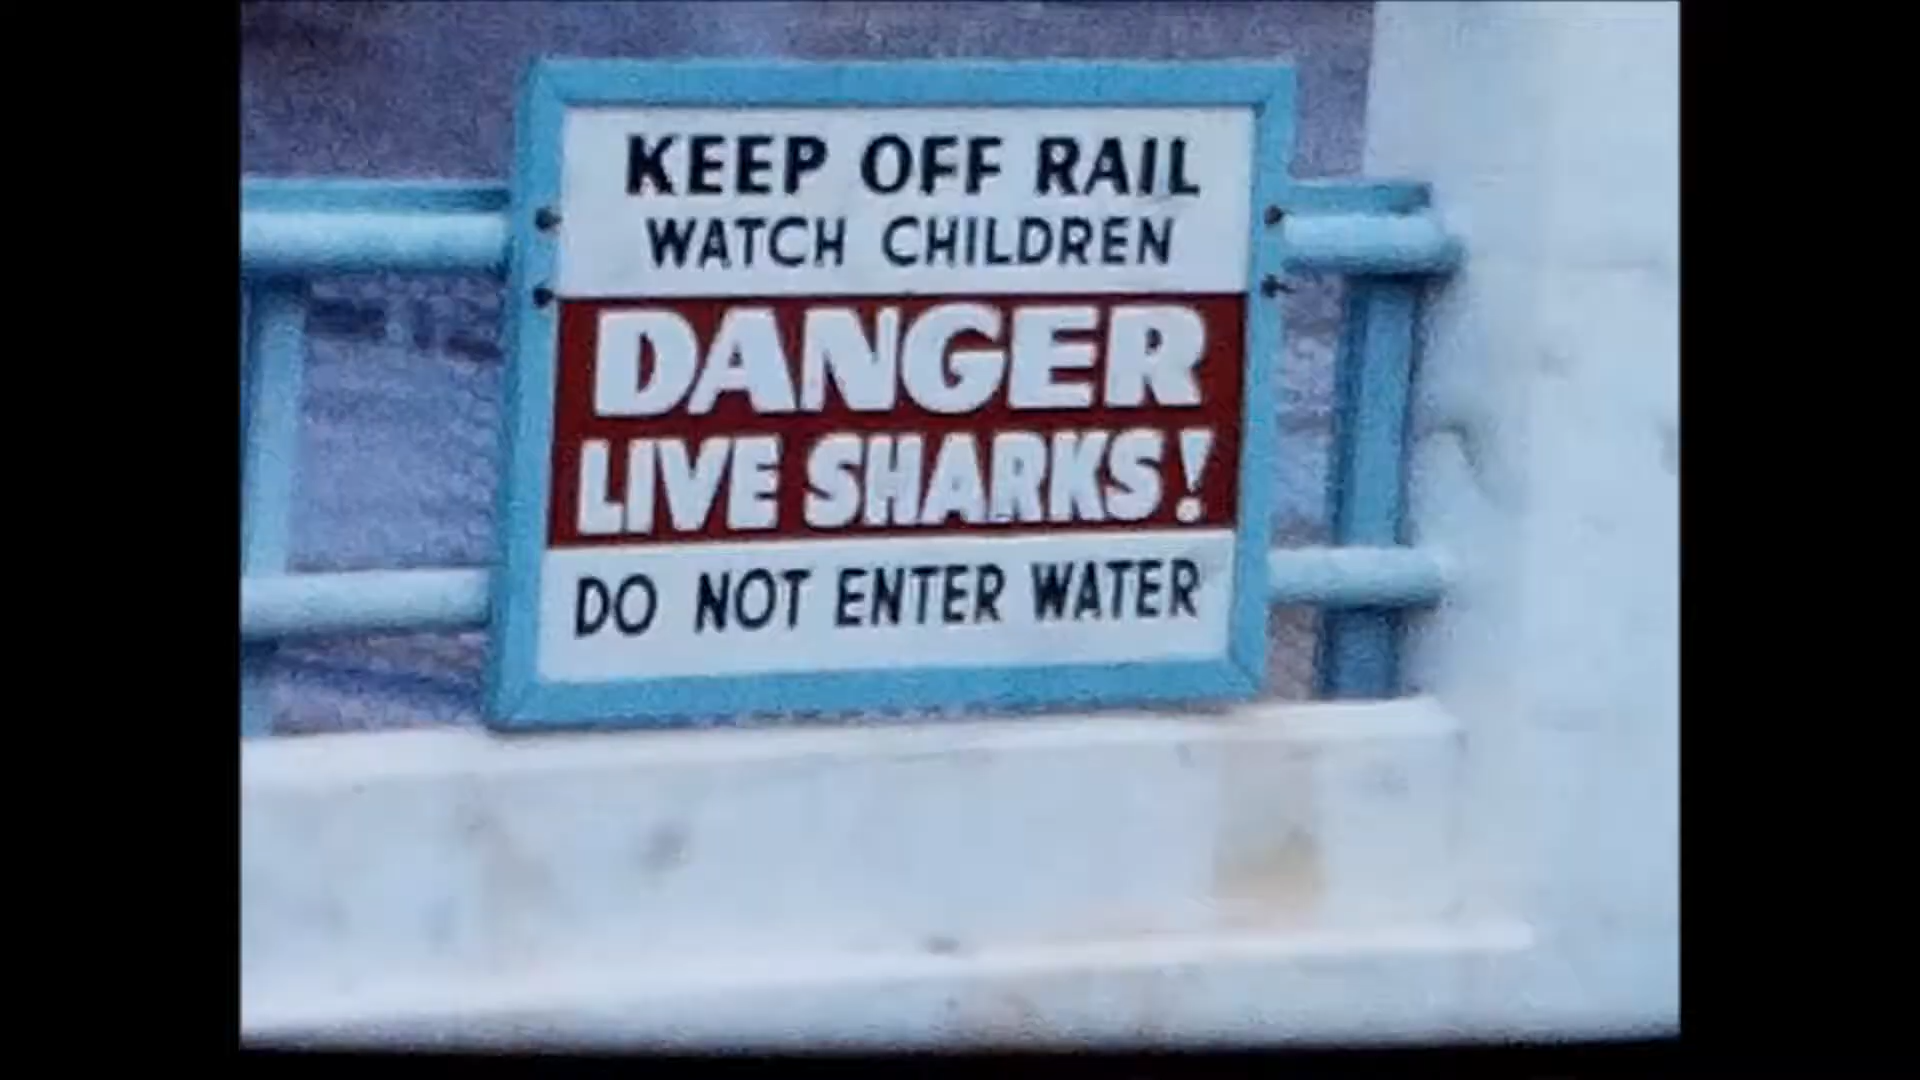 KEEP OFF RAIL
WATCH CHILDREN
DANGER
LIVE SHARKS!
DO NOT ENTER WATER